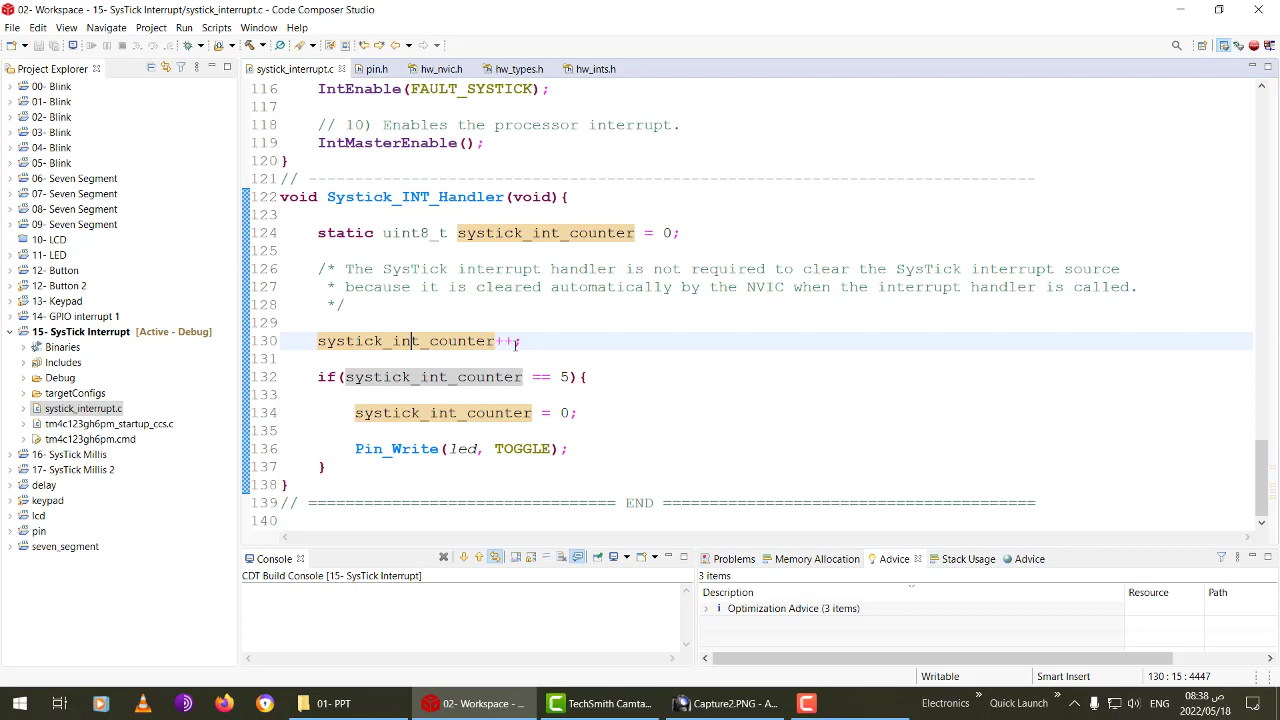 02- Workspace - 15- SysTick Interrupt/systick_interrupt.c - Code Composer Studio
File Edit View Navigate Project Run Scripts Window Help
Project Explorer
systick_interrupt.c
pin.h
hw_nvic.h
hw_types.h
hw_ints.h
00- Blink
01- Blink
02- Blink
03- Blink
04- Blink
05- Blink
06- Seven Segment
07- Seven Segment
08- Seven Segment
09- Seven Segment
10- LCD
11- LED
12- Button
12- Button 2
13- Keypad
14- GPIO interrupt 1
15- SysTick Interrupt [Active - Debug]
Binaries
Includes
Debug
targetConfigs
systick_interrupt.c
tm4c123gh6pm_startup_ccs.c
tm4c123gh6pm.cmd
16- SysTick Millis
17- SysTick Millis 2
delay
keypad
lcd
pin
seven_segment
116 IntEnable(FAULT_SYSTICK);
117
118 // 10) Enables the processor interrupt.
119 IntMasterEnable();
120 }
121 // ------------------------------------------------------------------------------
122 void Systick_INT_Handler(void){
123
124 static uint8_t systick_int_counter = 0;
125
126 /* The SysTick interrupt handler is not required to clear the SysTick interrupt source
127 * because it is cleared automatically by the NVIC when the interrupt handler is called.
128 */
129
130 systick_int_counter++;
131
132 if(systick_int_counter == 5){
133
134 systick_int_counter = 0;
135
136 Pin_Write(led, TOGGLE);
137 }
138 }
139 // ================================= END ========================================
140
Console
CDT Build Console [15- SysTick Interrupt]
Problems
Memory Allocation
Advice
Stack Usage
Advice
3 items
Description Resource Path
Optimization Advice (3 items)
Writable Smart Insert 130 : 15 : 4447
01- PPT
02- Workspace - ...
TechSmith Camta...
Capture2.PNG - A...
Electronics
Quick Launch
08:38 ص
2022/05/18